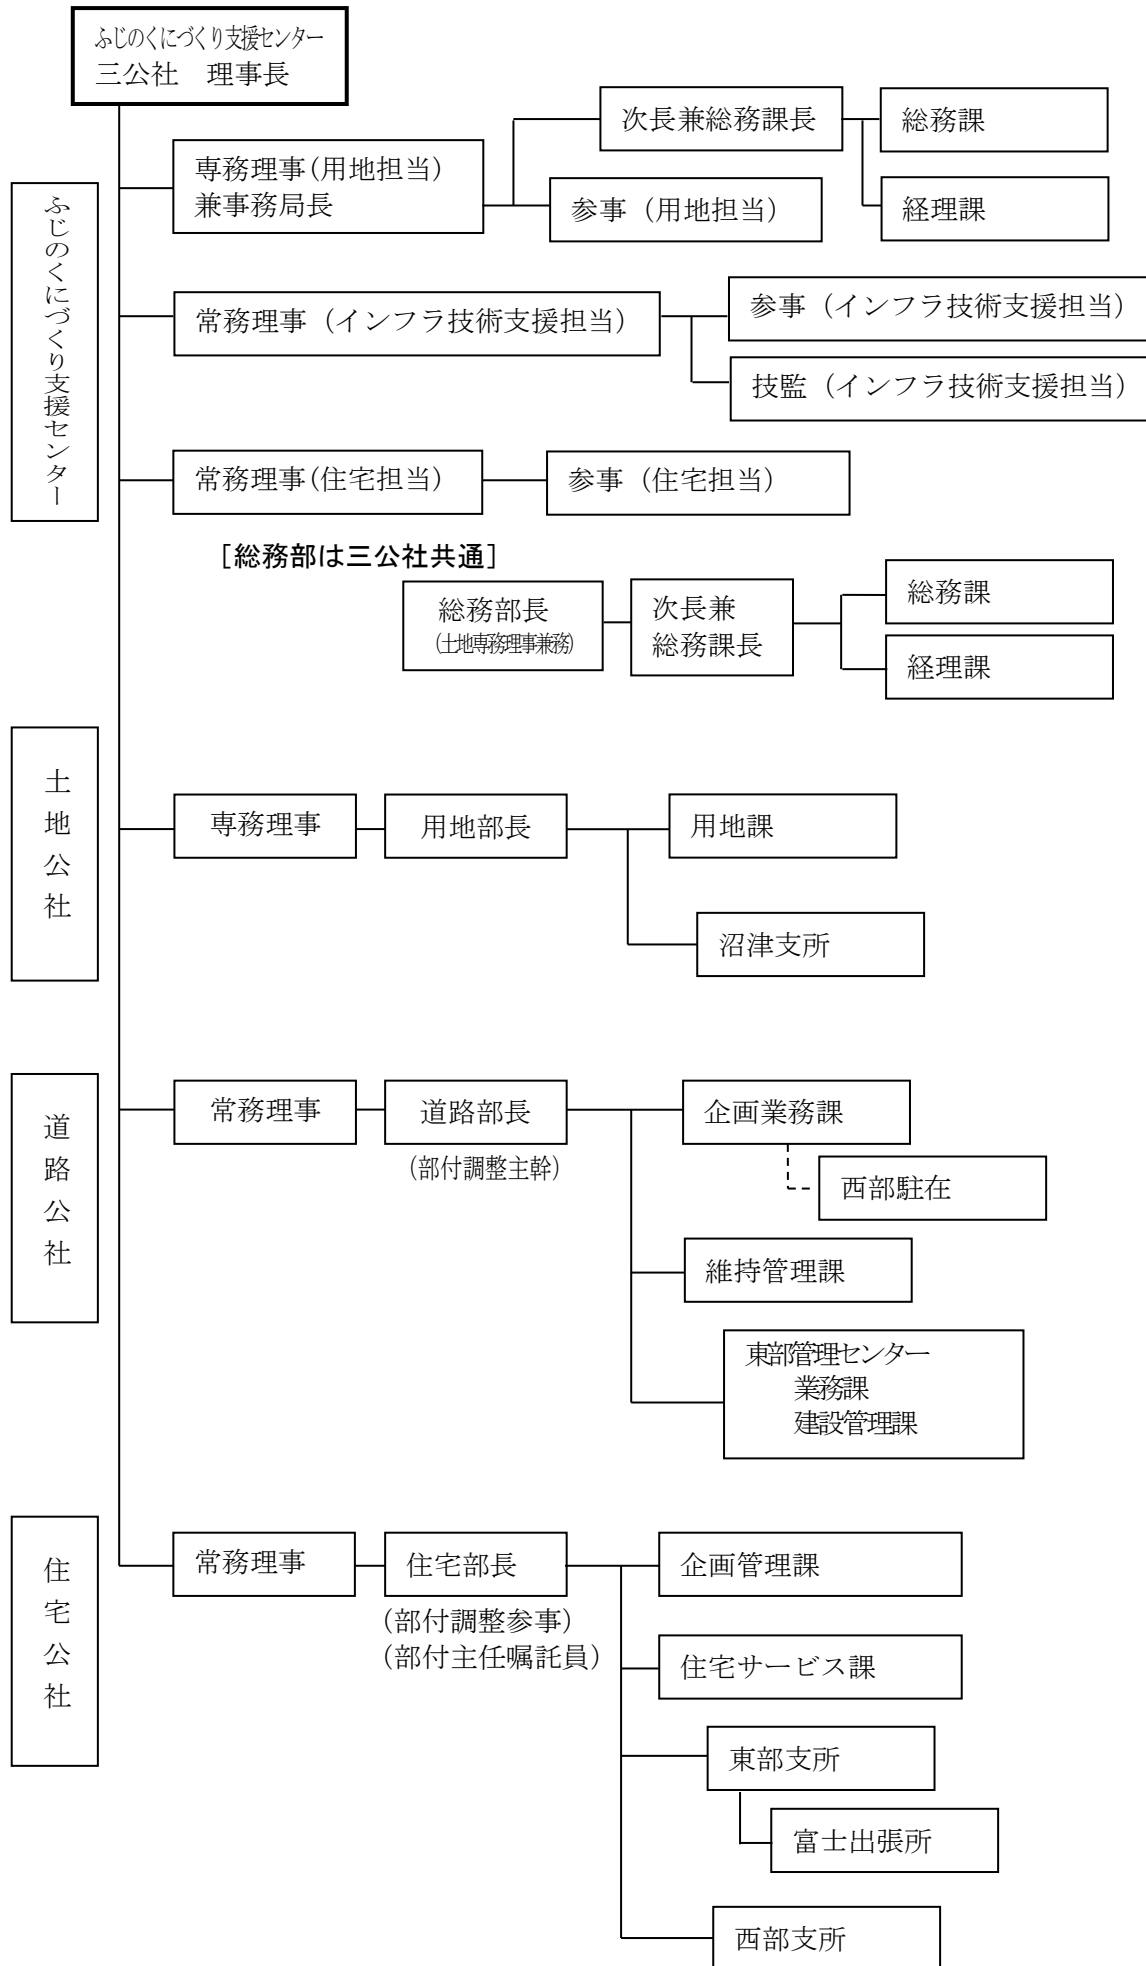 ふじのくにづくり支援センター
三公社　理事長
ふじのくにづくり支援センター
専務理事(用地担当)
兼事務局長
次長兼総務課長
総務課
経理課
参事（用地担当）
常務理事（インフラ技術支援担当）
参事（インフラ技術支援担当）
技監（インフラ技術支援担当）
常務理事(住宅担当)
参事（住宅担当）
［総務部は三公社共通］
総務部長
(土地専務理事兼務)
次長兼
総務課長
総務課
経理課
土地公社
専務理事
用地部長
用地課
沼津支所
道路公社
常務理事
道路部長
(部付調整主幹)
企画業務課
西部駐在
維持管理課
東部管理センター
業務課
建設管理課
住宅公社
常務理事
住宅部長
(部付調整参事)
(部付主任嘱託員)
企画管理課
住宅サービス課
東部支所
富士出張所
西部支所